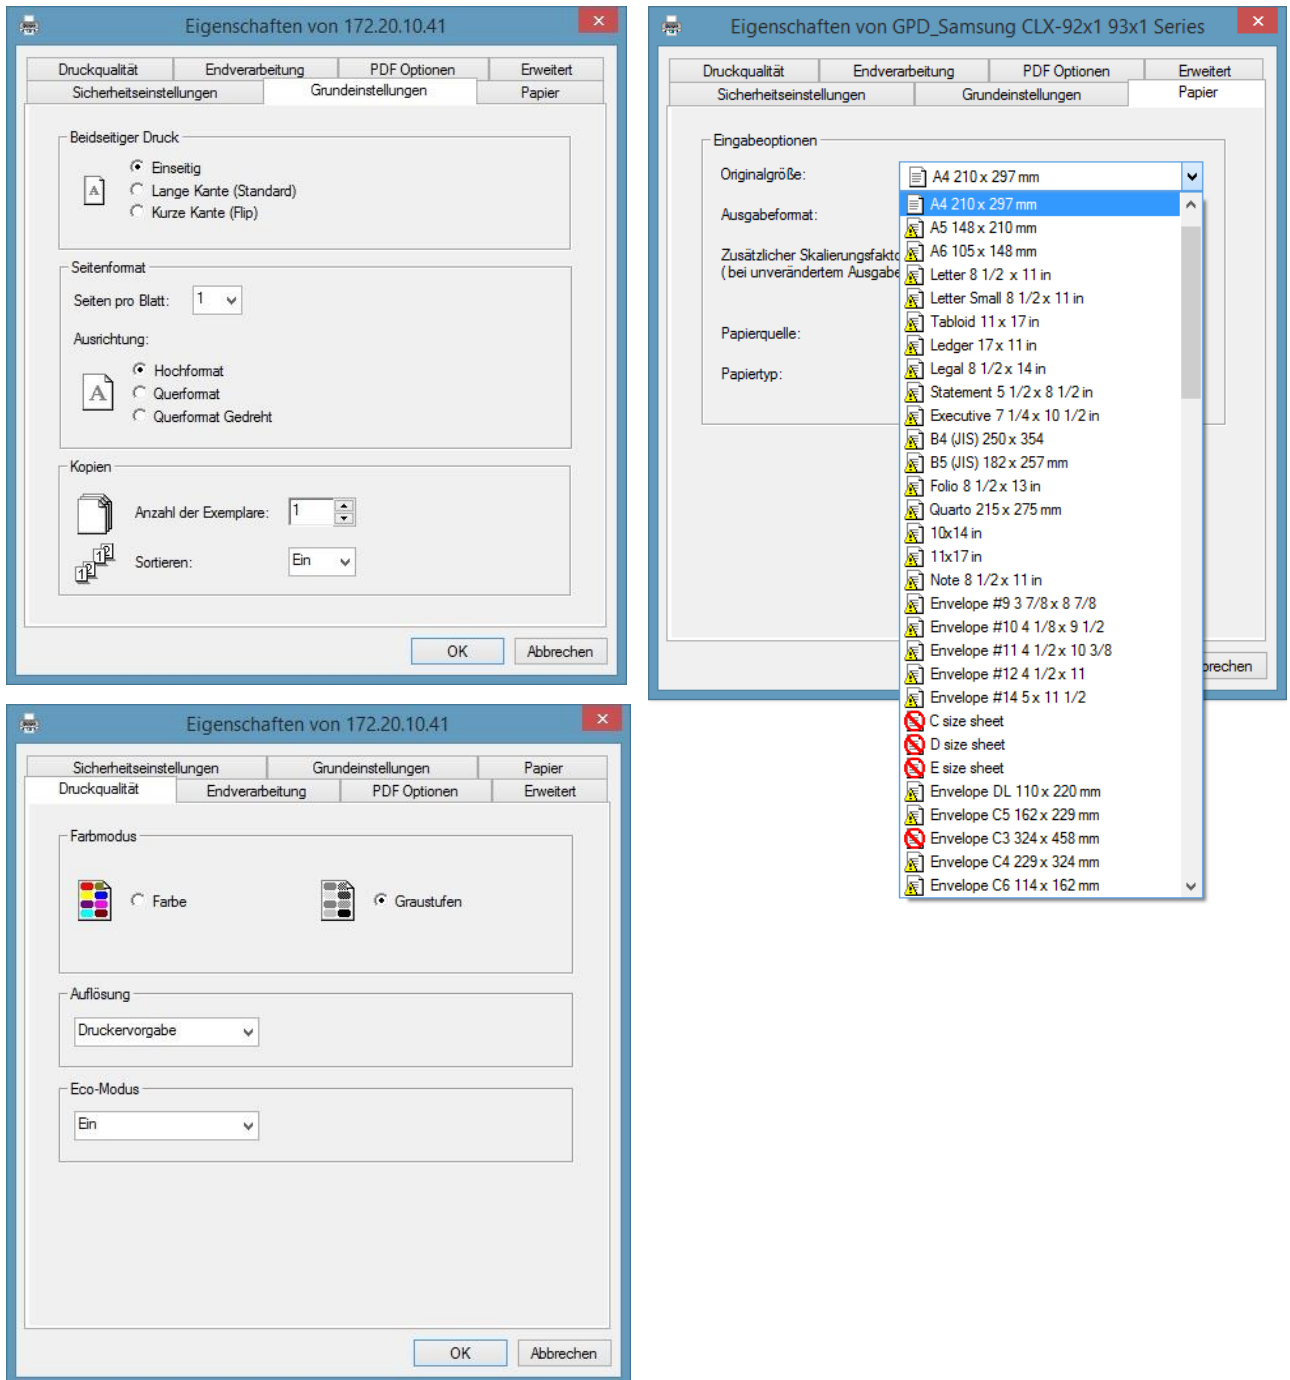 Eigenschaften von 172.20.10.41
Druckqualität Endverarbeitung PDF Optionen Erweitert
Sicherheitseinstellungen Grundeinstellungen Papier
Beidseitiger Druck
A
Einseitig
Lange Kante (Standard)
Kurze Kante (Flip)
Seitenformat
Seiten pro Blatt: 1
Ausrichtung:
A
Hochformat
Querformat
Querformat Gedreht
Kopien
Anzahl der Exemplare: 1
Sortieren: Ein
OK Abbrechen
Eigenschaften von GPD_Samsung CLX-92x1 93x1 Series
Druckqualität Endverarbeitung PDF Optionen Erweitert
Sicherheitseinstellungen Grundeinstellungen Papier
Eingabeoptionen
Originalgröße: A4 210 x 297 mm
Ausgabeformat:
Zusätzlicher Skalierungsfakto
( bei unverändertem Ausgabe
Papierquelle:
Papiertyp:
A4 210 x 297 mm
A5 148 x 210 mm
A6 105 x 148 mm
Letter 8 1/2 x 11 in
Letter Small 8 1/2 x 11 in
Tabloid 11 x 17 in
Ledger 17 x 11 in
Legal 8 1/2 x 14 in
Statement 5 1/2 x 8 1/2 in
Executive 7 1/4 x 10 1/2 in
B4 (JIS) 250 x 354
B5 (JIS) 182 x 257 mm
Folio 8 1/2 x 13 in
Quarto 215 x 275 mm
10x14 in
11x17 in
Note 8 1/2 x 11 in
Envelope #9 3 7/8 x 8 7/8
Envelope #10 4 1/8 x 9 1/2
Envelope #11 4 1/2 x 10 3/8
Envelope #12 4 1/2 x 11
Envelope #14 5 x 11 1/2
C size sheet
D size sheet
E size sheet
Envelope DL 110 x 220 mm
Envelope C5 162 x 229 mm
Envelope C3 324 x 458 mm
Envelope C4 229 x 324 mm
Envelope C6 114 x 162 mm
brechen
Eigenschaften von 172.20.10.41
Sicherheitseinstellungen Grundeinstellungen Papier
Druckqualität Endverarbeitung PDF Optionen Erweitert
Farbmodus
Farbe Graustufen
Auflösung
Druckervorgabe
Eco-Modus
Ein
OK Abbrechen